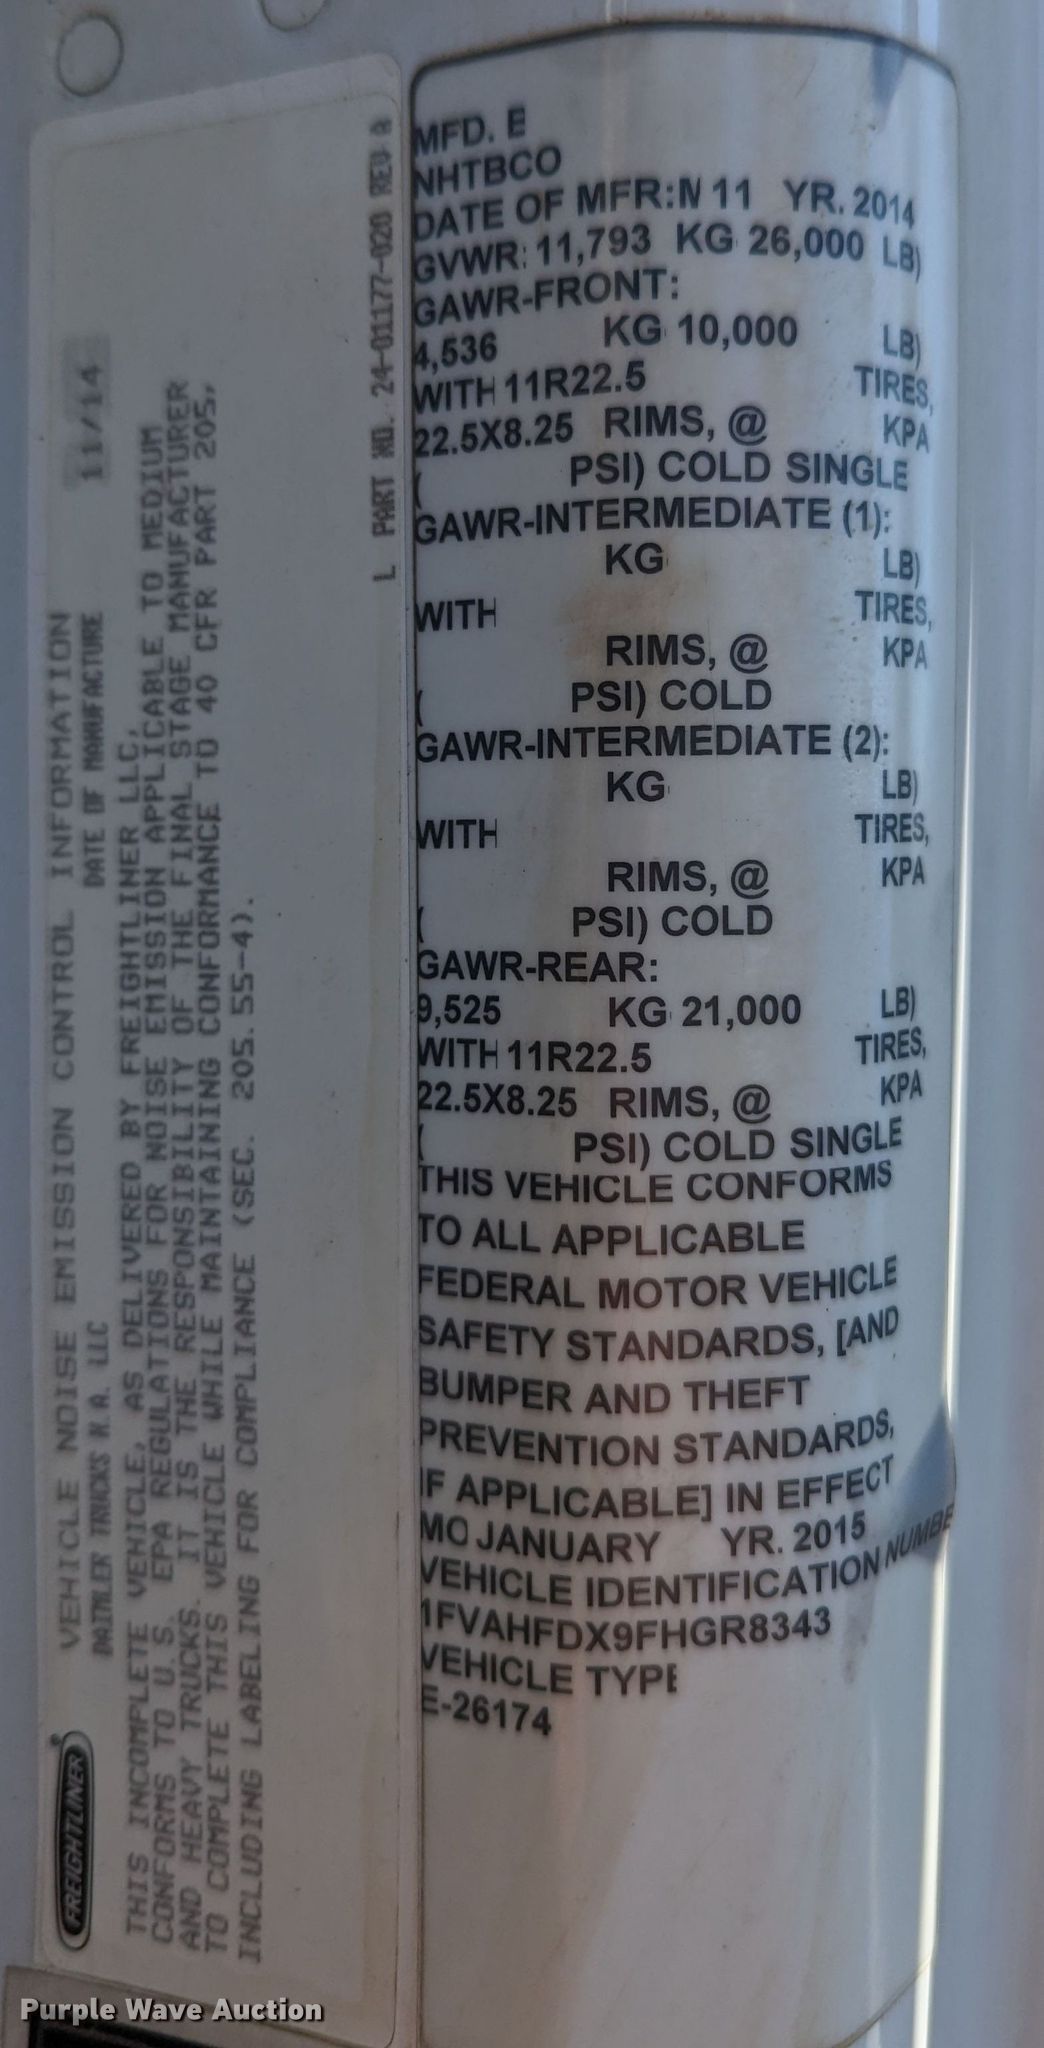 VEHICLE NOISE EMISSION CONTROL INFORMATION
DAIMLER TRUCKS N.A. LLC DATE OF MANUFACTURE 11/14
THIS INCOMPLETE VEHICLE, AS DELIVERED BY FREIGHTLINER LLC,
CONFORMS TO U.S. EPA REGULATIONS FOR NOISE EMISSION APPLICABLE TO MEDIUM
AND HEAVY TRUCKS. IT IS THE RESPONSIBILITY OF THE FINAL STAGE MANUFACTURER
TO COMPLETE THIS VEHICLE WHILE MAINTAINING CONFORMANCE TO 40 CFR PART 205,
INCLUDING LABELING FOR COMPLIANCE (SEC. 205.55-4).
L PART NO. 24-01177-020 REV A
FREIGHTLINER
MFD. E
NHTBCO
DATE OF MFR:M 11 YR. 2014
GVWR: 11,793 KG 26,000 LB)
GAWR-FRONT:
4,536 KG 10,000 LB)
WITH 11R22.5 TIRES,
22.5X8.25 RIMS, @ KPA
( PSI) COLD SINGLE
GAWR-INTERMEDIATE (1):
KG LB)
WITH TIRES,
RIMS, @ KPA
( PSI) COLD
GAWR-INTERMEDIATE (2):
KG LB)
WITH TIRES,
RIMS, @ KPA
( PSI) COLD
GAWR-REAR:
9,525 KG 21,000 LB)
WITH 11R22.5 TIRES,
22.5X8.25 RIMS, @ KPA
( PSI) COLD SINGLE
THIS VEHICLE CONFORMS
TO ALL APPLICABLE
FEDERAL MOTOR VEHICLE
SAFETY STANDARDS, [AND
BUMPER AND THEFT
PREVENTION STANDARDS,
IF APPLICABLE] IN EFFECT
MO JANUARY YR. 2015
VEHICLE IDENTIFICATION NUMBE
1FVAHFDX9FHGR8343
VEHICLE TYPE
E-26174
Purple Wave Auction